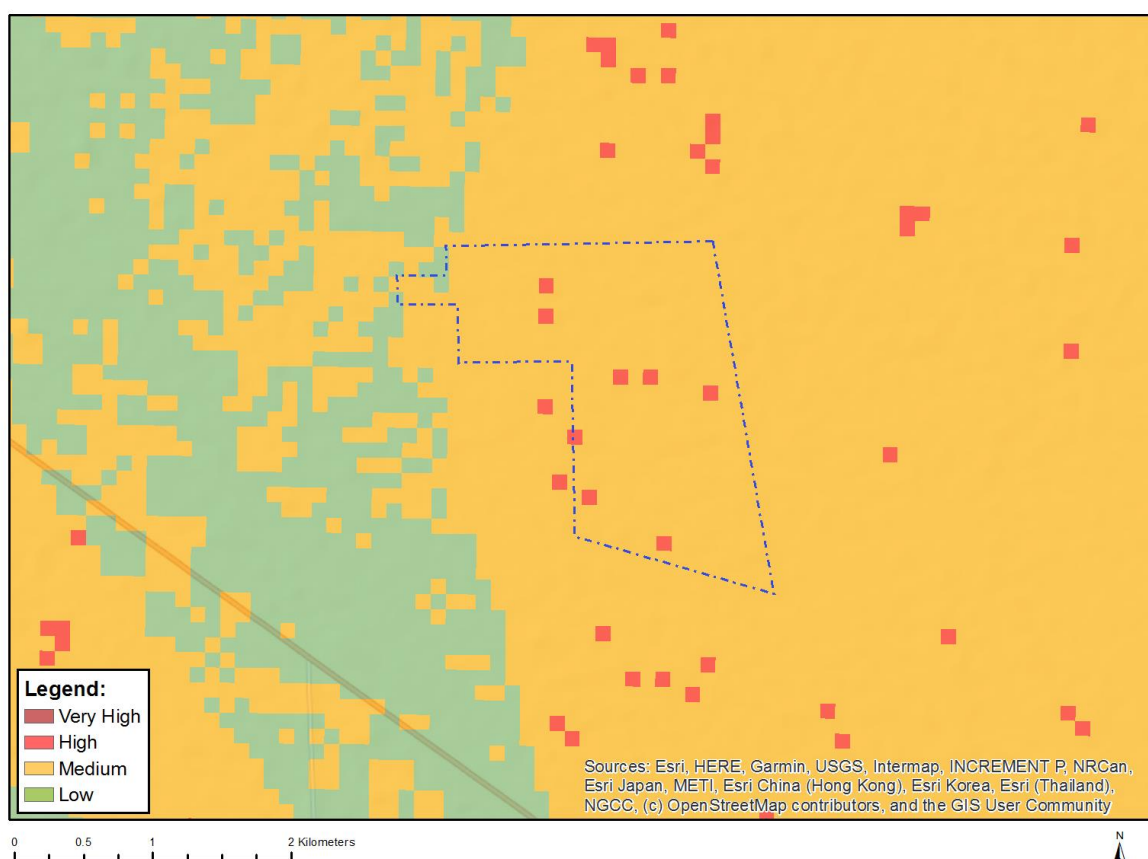 Legend:
Very High
High
Medium
Low
Sources: Esri, HERE, Garmin, USGS, Intermap, INCREMENT P, NRCan,
Esri Japan, METI, Esri China (Hong Kong), Esri Korea, Esri (Thailand),
NGCC, (c) OpenStreetMap contributors, and the GIS User Community
0 0.5 1 2 Kilometers
N